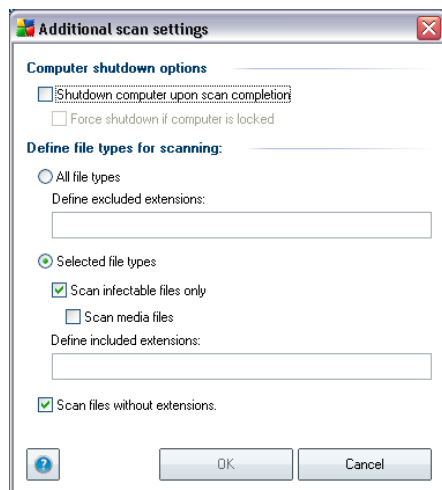 Additional scan settings
Computer shutdown options
Shutdown computer upon scan completion
Force shutdown if computer is locked
Define file types for scanning:
All file types
Define excluded extensions:
Selected file types
Scan infectable files only
Scan media files
Define included extensions:
Scan files without extensions.
? OK Cancel